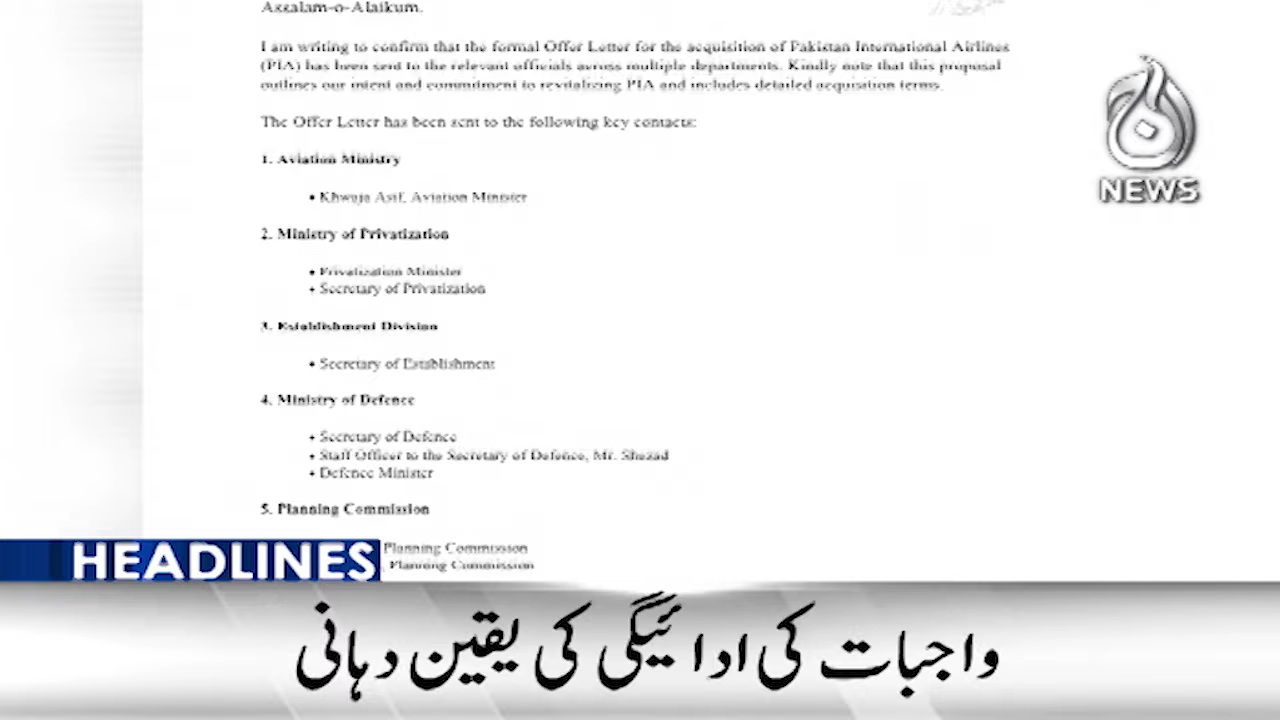 Assalam-o-Alaikum.
I am writing to confirm that the formal Offer Letter for the acquisition of Pakistan International Airlines
(PIA) has been sent to the relevant officials across multiple departments. Kindly note that this proposal
outlines our intent and commitment to revitalizing PIA and includes detailed acquisition terms.
The Offer Letter has been sent to the following key contacts:
1. Aviation Ministry
• Khwaja Asif, Aviation Minister
2. Ministry of Privatization
• Privatization Minister
• Secretary of Privatization
3. Establishment Division
• Secretary of Establishment
4. Ministry of Defence
• Secretary of Defence
• Staff Officer to the Secretary of Defence, Mr. Shezad
• Defence Minister
5. Planning Commission
Planning Commission
, Planning Commission
آج
NEWS
HEADLINES
واجبات کی ادائیگی کی یقین دہانی